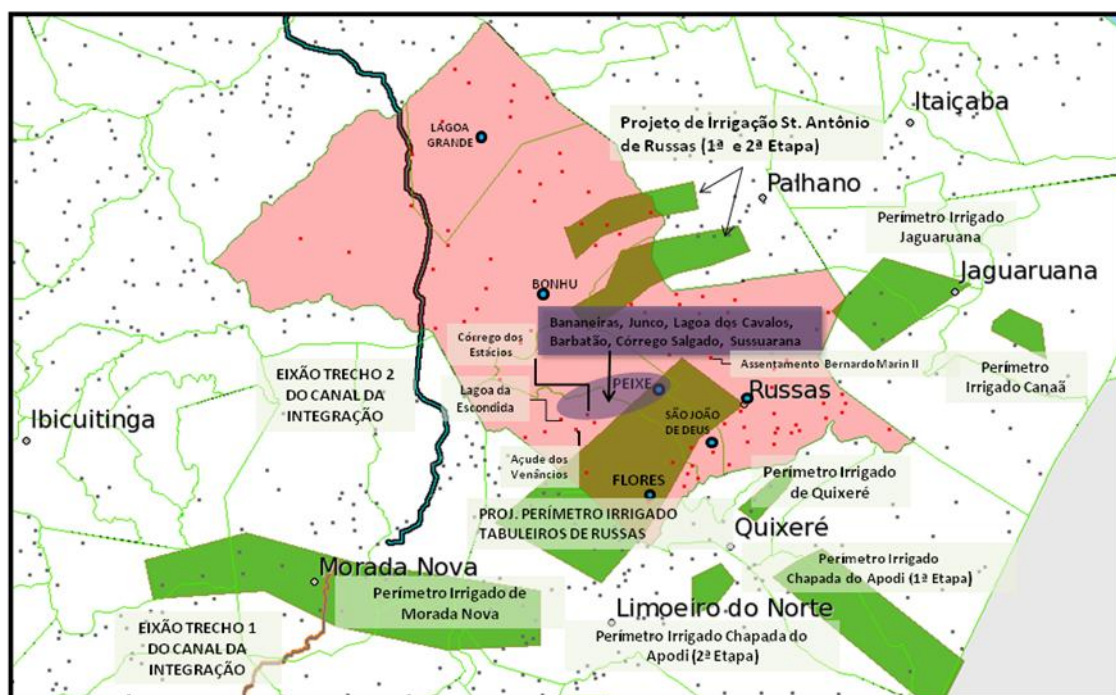 Itaiçaba
LAGOA
GRANDE
Projeto de Irrigação St. Antônio
de Russas (1ª e 2ª Etapa)
Palhano
Perímetro Irrigado
Jaguaruana
Jaguaruana
BONHU
Bananeiras, Junco, Lagoa dos Cavalos,
Barbatão, Córrego Salgado, Sussuarana
Córrego dos
Estácios
Assentamento Bernardo Marin II
Perímetro
Irrigado Canaã
EIXÃO TRECHO 2
DO CANAL DA
INTEGRAÇÃO
PEIXE
Russas
Lagoa da
Escondida
Ibicuitinga
SÃO JOÃO
DE DEUS
Açude dos
Venâncios
FLORES
Perímetro Irrigado
de Quixeré
PROJ. PERÍMETRO IRRIGADO
TABULEIROS DE RUSSAS
Quixeré
Morada Nova
Perímetro Irrigado
Chapada do Apodi (1ª Etapa)
Perímetro Irrigado de
Morada Nova
Limoeiro do Norte
EIXÃO TRECHO 1
DO CANAL DA
INTEGRAÇÃO
Perímetro Irrigado Chapada do
Apodi (2ª Etapa)